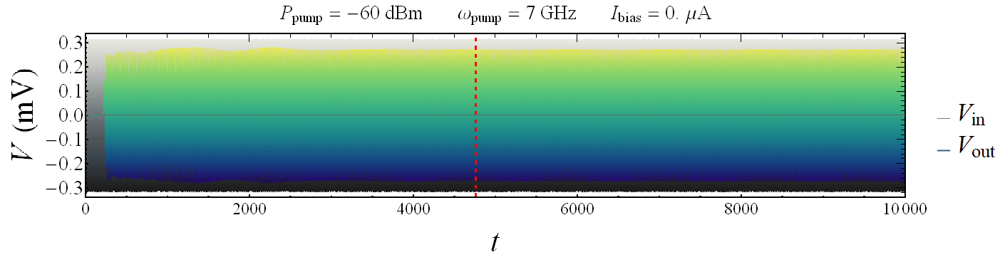 P_pump = −60 dBm ω_pump = 7 GHz I_bias = 0. μA
V (mV)
0.3
0.2
0.1
0.0
−0.1
−0.2
−0.3
V_in
V_out
0 2000 4000 6000 8000 10 000
t